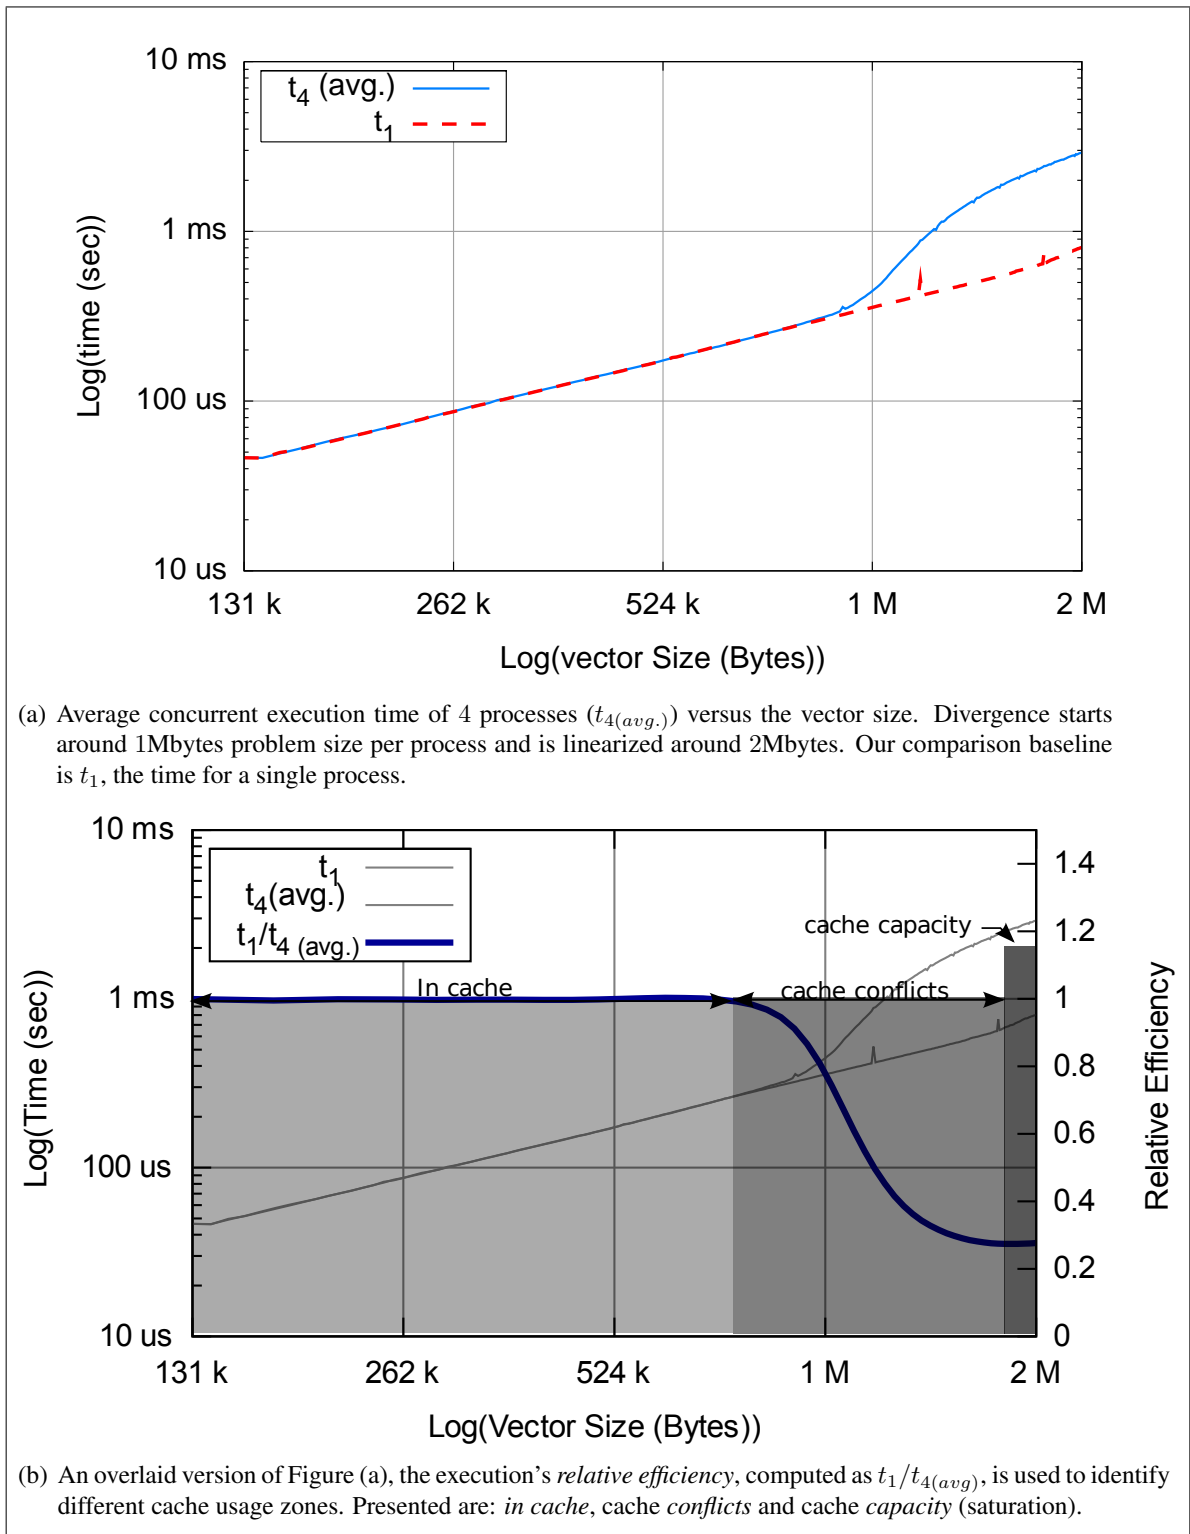 10 ms
t4 (avg.)
t1
1 ms
100 us
10 us
Log(time (sec))
131 k 262 k 524 k 1 M 2 M
Log(vector Size (Bytes))
(a) Average concurrent execution time of 4 processes (t4(avg.)) versus the vector size. Divergence starts
around 1Mbytes problem size per process and is linearized around 2Mbytes. Our comparison baseline
is t1, the time for a single process.
10 ms
t1
t4(avg.)
t1/t4 (avg.)
1 ms
100 us
10 us
Log(Time (sec))
cache capacity
In cache
cache conflicts
1.4
1.2
1
0.8
0.6
0.4
0.2
0
Relative Efficiency
131 k 262 k 524 k 1 M 2 M
Log(Vector Size (Bytes))
(b) An overlaid version of Figure (a), the execution's relative efficiency, computed as t1/t4(avg), is used to identify
different cache usage zones. Presented are: in cache, cache conflicts and cache capacity (saturation).